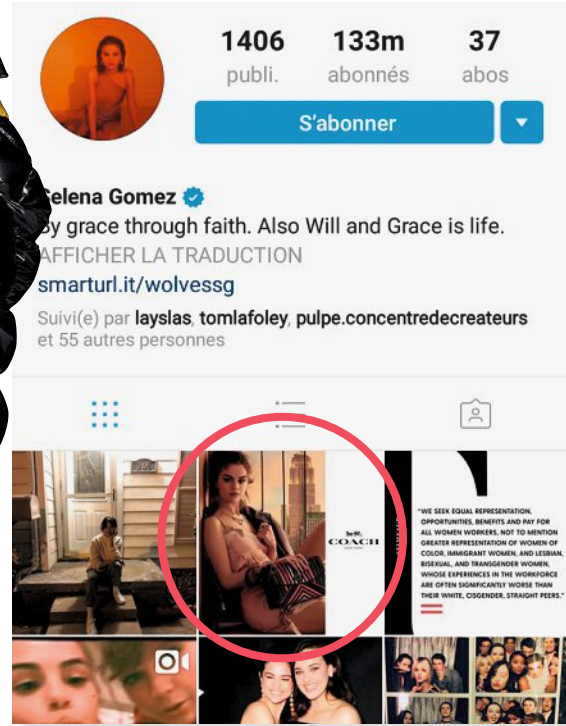 1406 133m 37
publi. abonnés abos
S'abonner
Selena Gomez
By grace through faith. Also Will and Grace is life.
AFFICHER LA TRADUCTION
smarturl.it/wolvessg
Suivi(e) par layslas, tomlafoley, pulpe.concentredecreateurs
et 55 autres personnes
COACH
"WE SEEK EQUAL REPRESENTATION,
OPPORTUNITIES, BENEFITS AND PAY FOR
ALL WOMEN WORKERS, NOT TO MENTION
GREATER REPRESENTATION OF WOMEN OF
COLOR, IMMIGRANT WOMEN, AND LESBIAN,
BISEXUAL, AND TRANSGENDER WOMEN,
WHOSE EXPERIENCES IN THE WORKFORCE
ARE OFTEN SIGNIFICANTLY WORSE THAN
THEIR WHITE, CISGENDER, STRAIGHT PEERS."